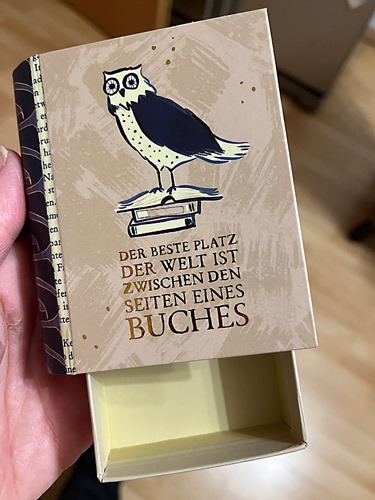 DER BESTE PLATZ
DER WELT IST
ZWISCHEN DEN
SEITEN EINES
BUCHES